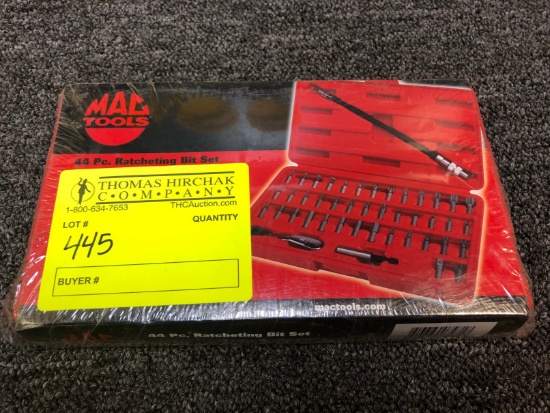 MAC
TOOLS
44 Pc. Ratcheting Bit Set
THOMAS HIRCHAK
C·O·M·P·A·N·Y
1-800-634-7653 THCAuction.com
LOT # QUANTITY
445
BUYER #
mactools.com
MAC 44 Pc. Ratcheting Bit Set